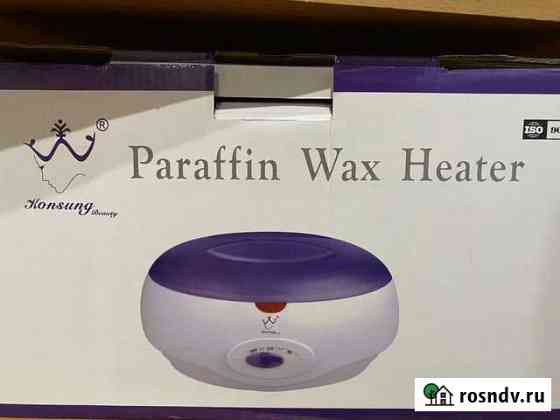 ®
ISO
Paraffin Wax Heater
Konsung
Beauty
rosndv.ru